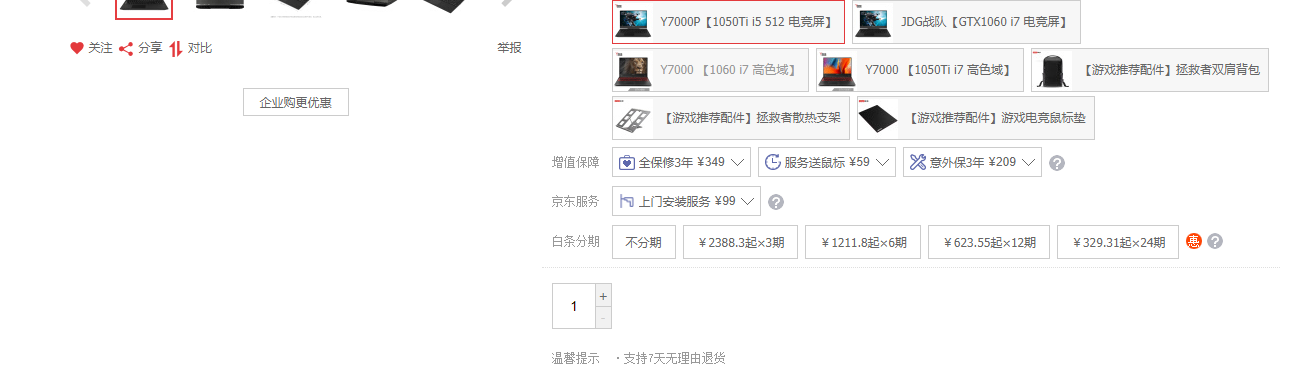 Y7000P【1050Ti i5 512 电竞屏】 JDG战队【GTX1060 i7 电竞屏】
关注 分享 对比 举报
Y7000 【1060 i7 高色域】 Y7000 【1050Ti i7 高色域】 【游戏推荐配件】拯救者双肩背包
企业购更优惠
【游戏推荐配件】拯救者散热支架 【游戏推荐配件】游戏电竞鼠标垫
增值保障 全保修3年 ¥349 服务送鼠标 ¥59 意外保3年 ¥209 ?
京东服务 上门安装服务 ¥99 ?
白条分期 不分期 ¥2388.3起×3期 ¥1211.8起×6期 ¥623.55起×12期 ¥329.31起×24期 惠 ?
1 + -
温馨提示 ·支持7天无理由退货